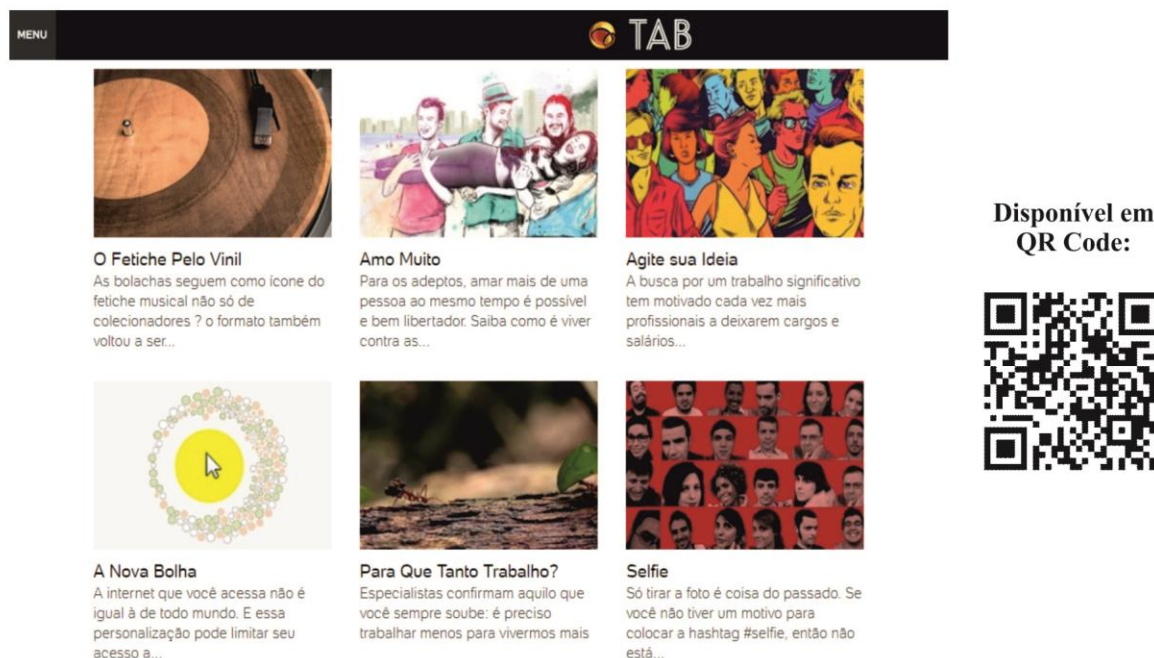 MENU
TAB
O Fetiche Pelo Vinil
As bolachas seguem como ícone do
fetiche musical não só de
colecionadores ? o formato também
voltou a ser...
Amo Muito
Para os adeptos, amar mais de uma
pessoa ao mesmo tempo é possível
e bem libertador. Saiba como é viver
contra as...
Agite sua Ideia
A busca por um trabalho significativo
tem motivado cada vez mais
profissionais a deixarem cargos e
salários...
A Nova Bolha
A internet que você acessa não é
igual à de todo mundo. E essa
personalização pode limitar seu
acesso a...
Para Que Tanto Trabalho?
Especialistas confirmam aquilo que
você sempre soube: é preciso
trabalhar menos para vivermos mais
Selfie
Só tirar a foto é coisa do passado. Se
você não tiver um motivo para
colocar a hashtag #selfie, então não
está...
Disponível em
QR Code: